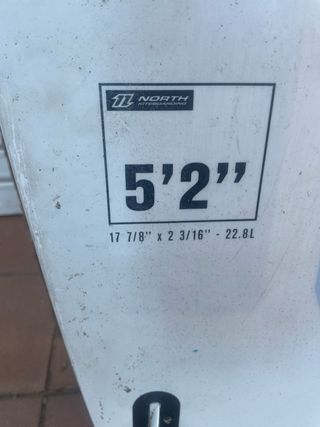 NORTH
KITEBOARDING
5'2"
17 7/8" x 2 3/16" - 22.8L